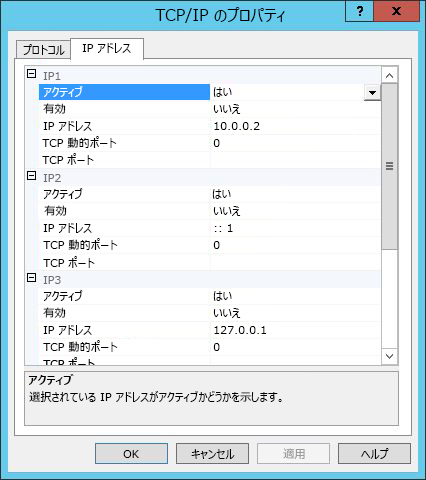 TCP/IP のプロパティ
プロトコル IP アドレス
IP1
アクティブ はい
有効 いいえ
IP アドレス 10.0.0.2
TCP 動的ポート 0
TCP ポート
IP2
アクティブ はい
有効 いいえ
IP アドレス :: 1
TCP 動的ポート 0
TCP ポート
IP3
アクティブ はい
有効 いいえ
IP アドレス 127.0.0.1
TCP 動的ポート 0
TCP ポート
アクティブ
選択されている IP アドレスがアクティブかどうかを示します。
OK キャンセル 適用 ヘルプ